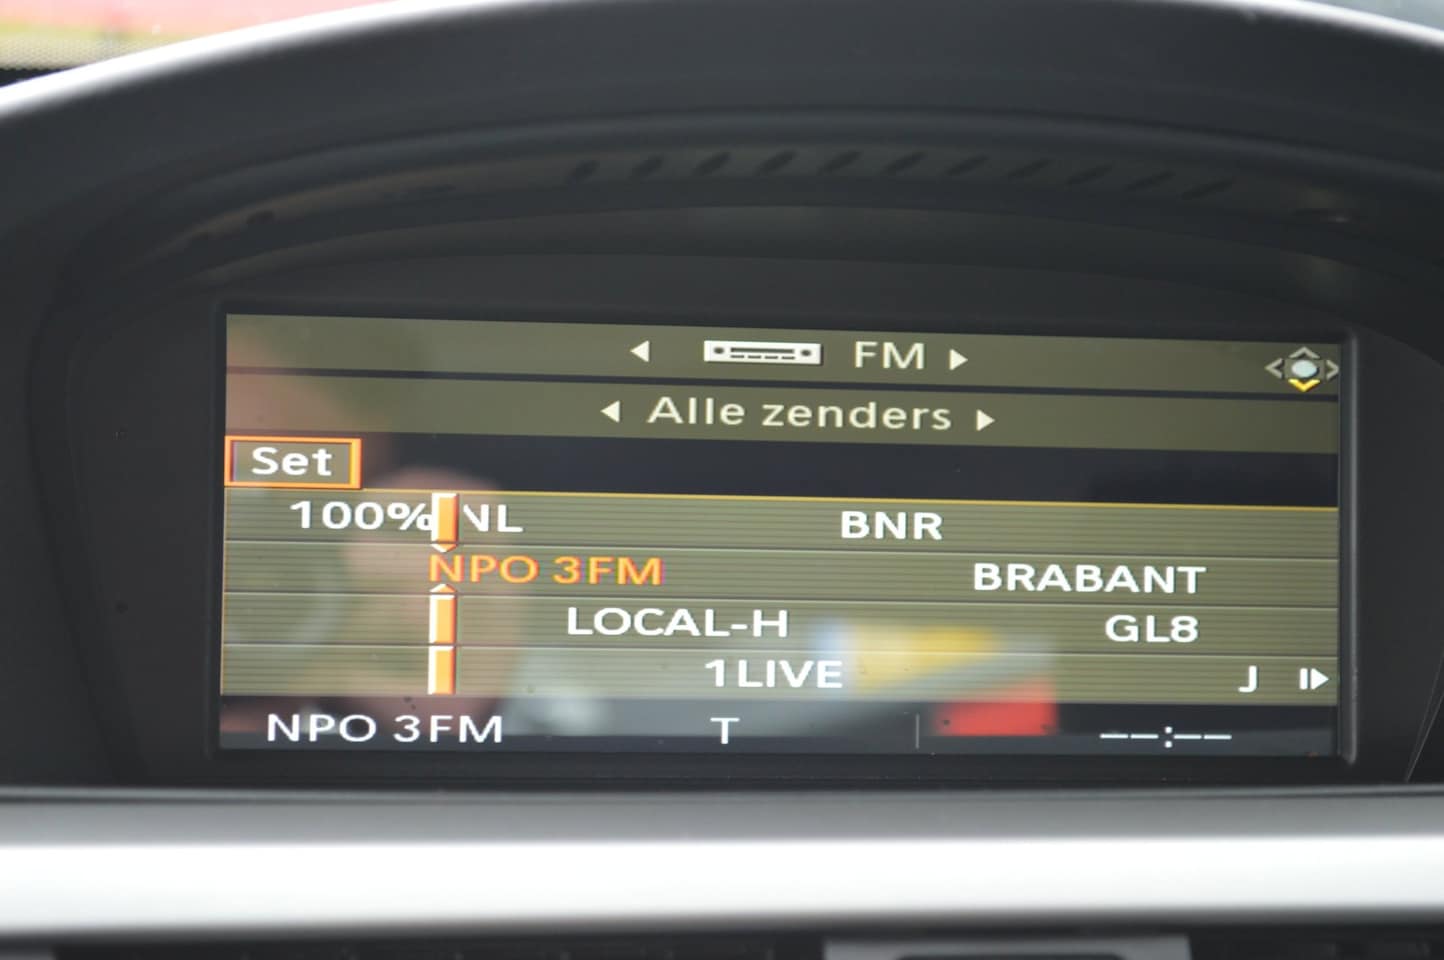 FM
Alle zenders
Set
100% NL BNR
NPO 3FM BRABANT
LOCAL-H GL8
1LIVE J
NPO 3FM T --:--